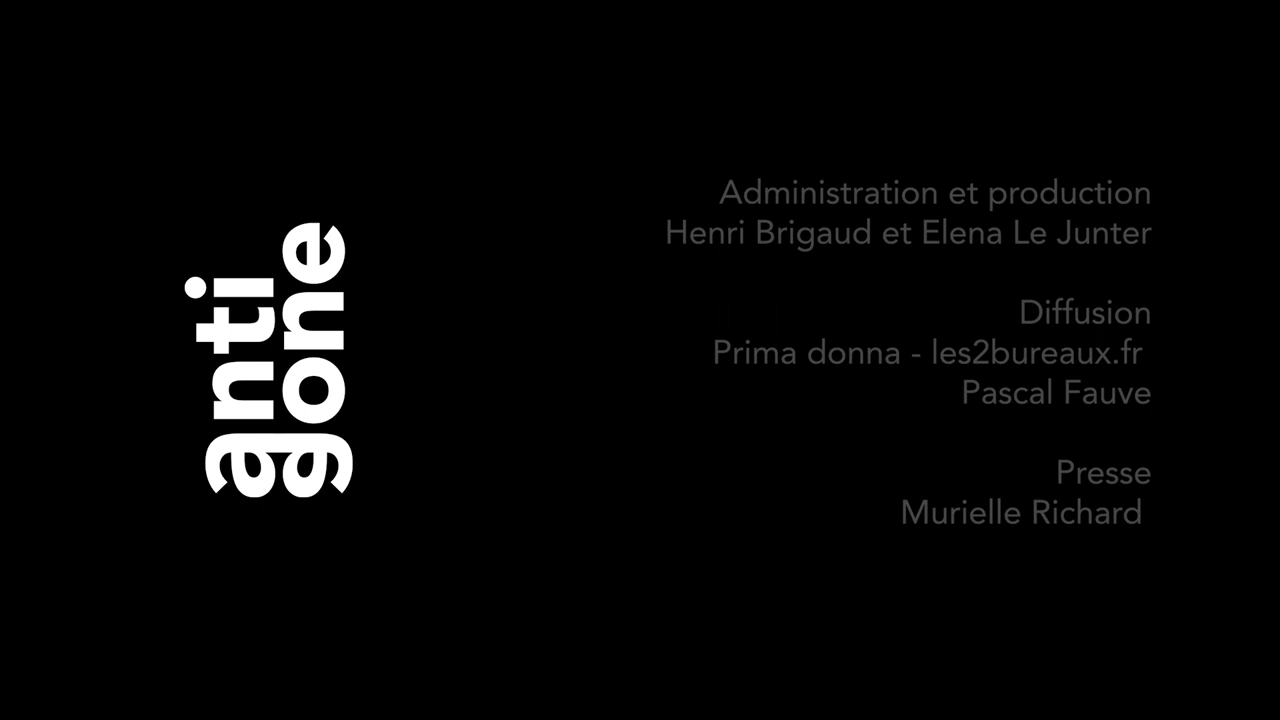 anti
gone
Administration et production
Henri Brigaud et Elena Le Junter
Diffusion
Prima donna - les2bureaux.fr
Pascal Fauve
Presse
Murielle Richard